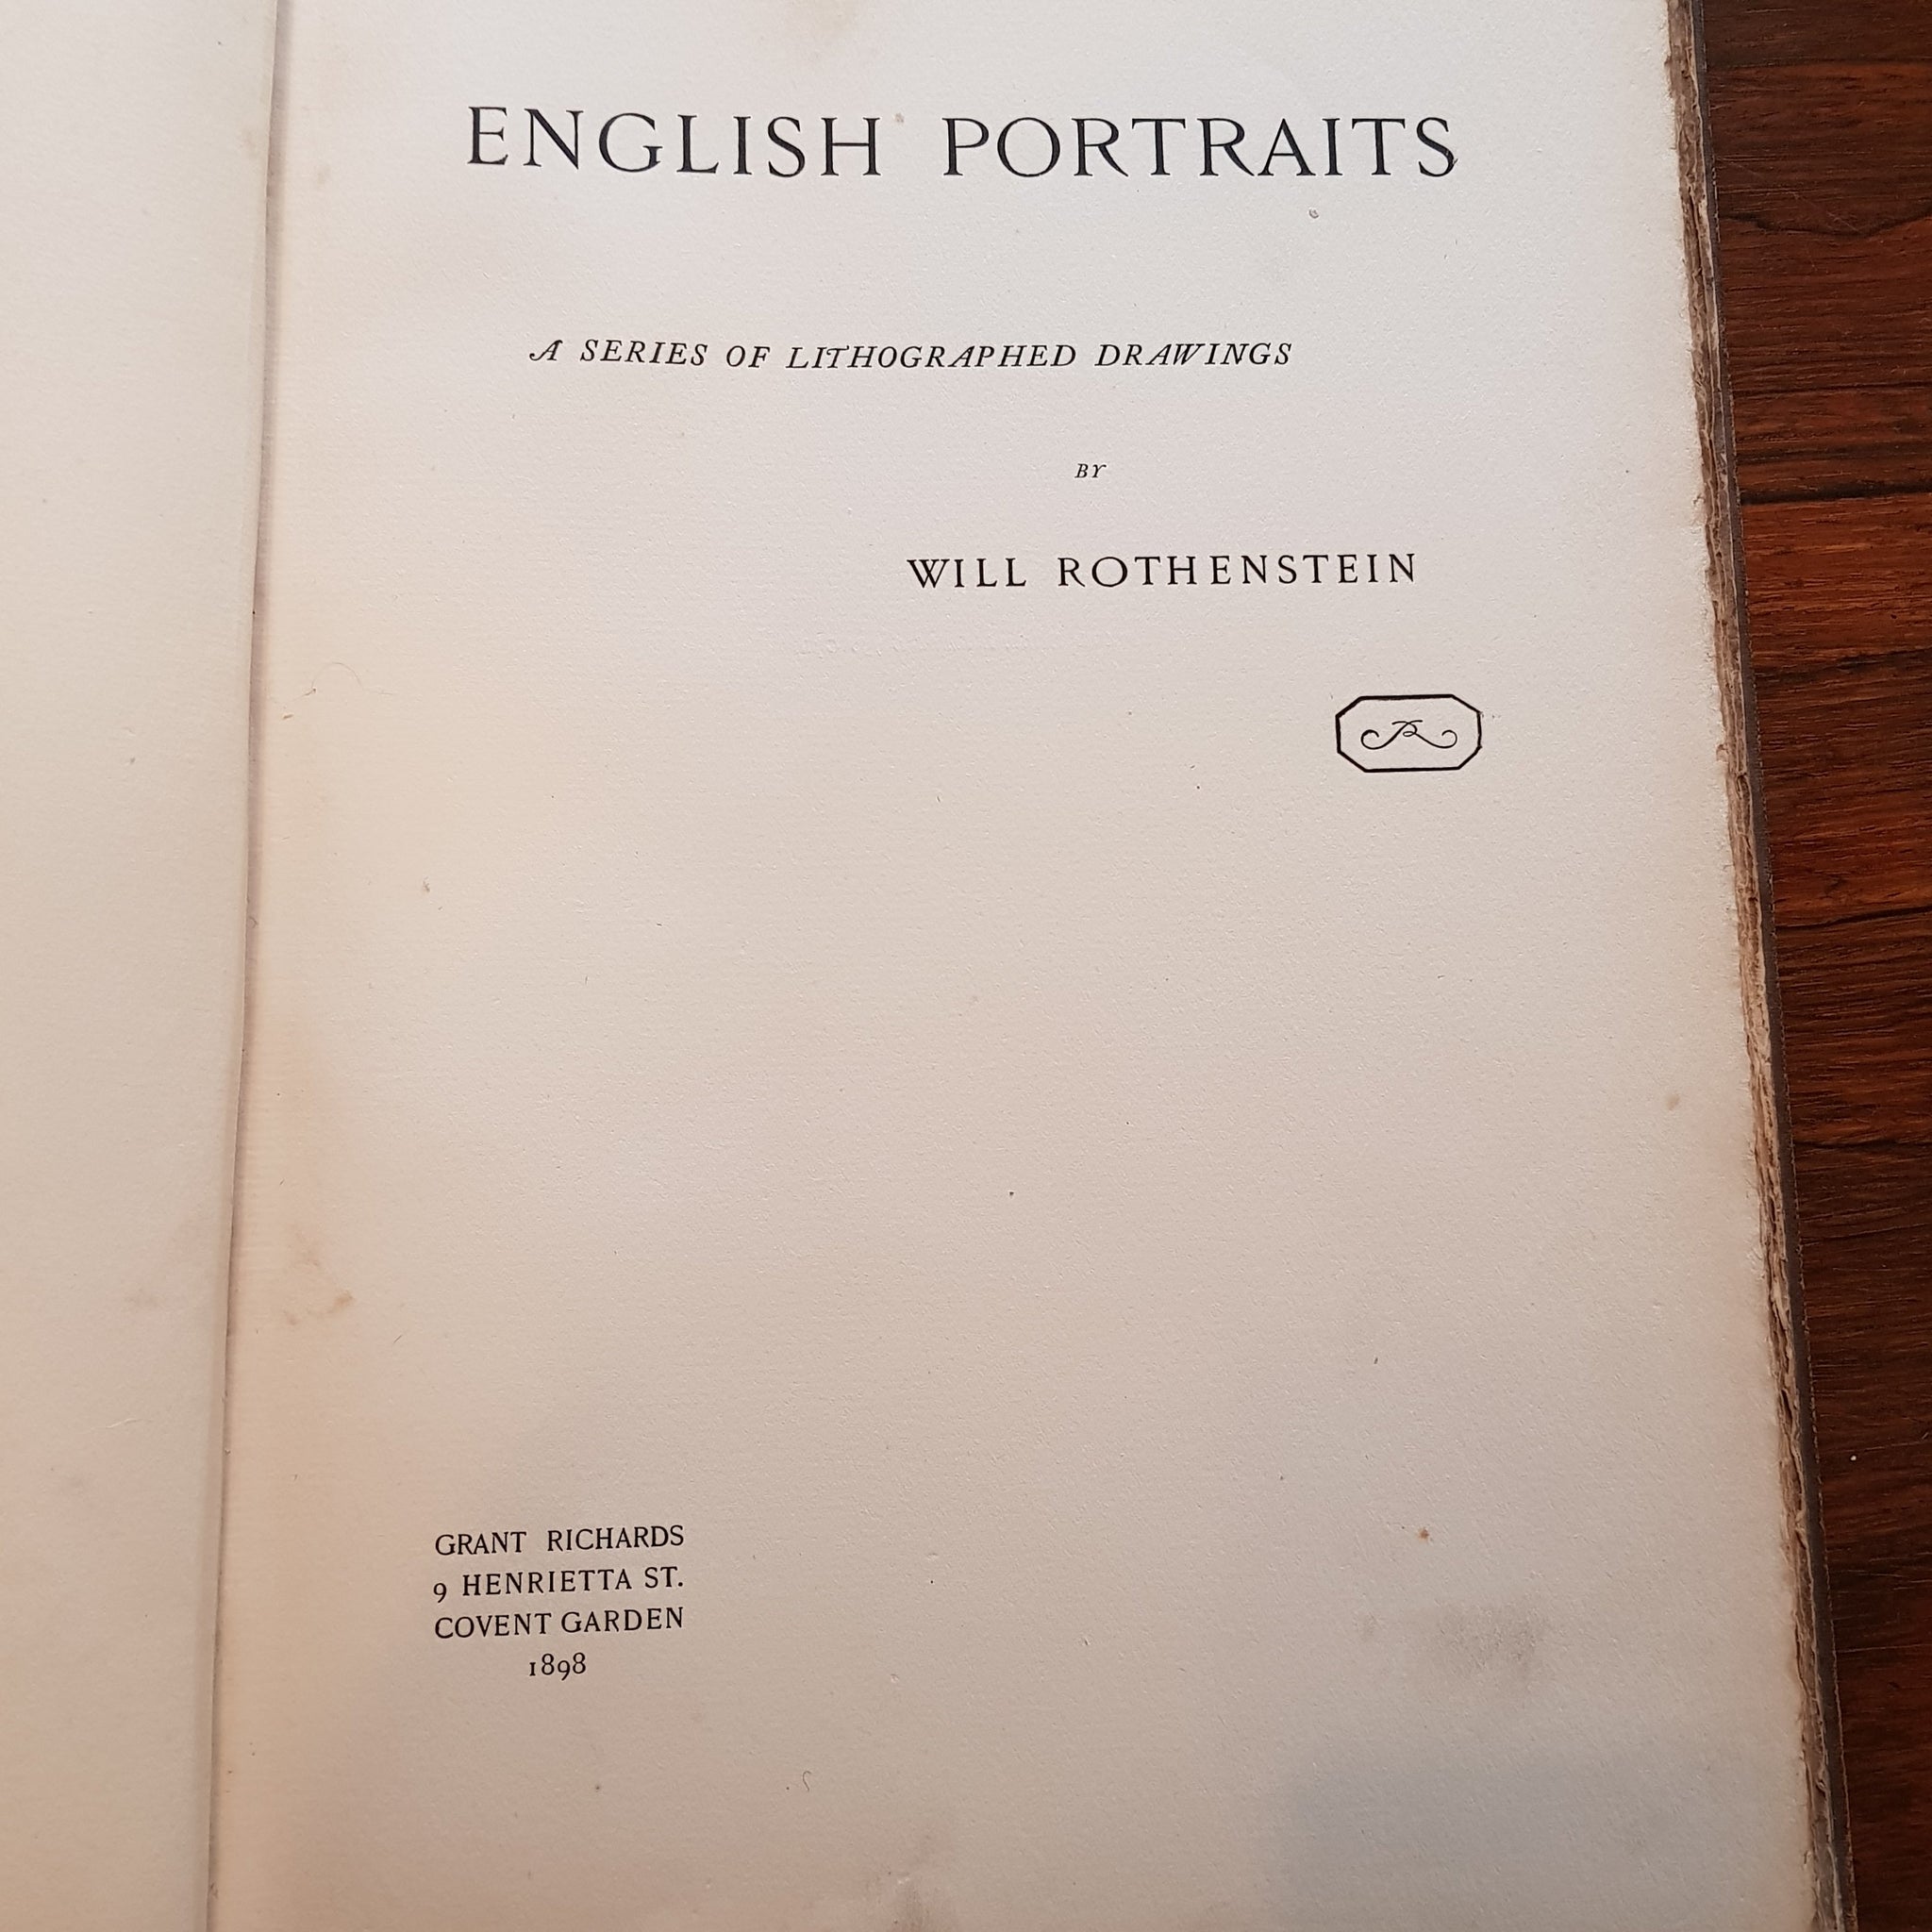 ENGLISH PORTRAITS
A SERIES OF LITHOGRAPHED DRAWINGS
BY
WILL ROTHENSTEIN
R
GRANT RICHARDS
9 HENRIETTA ST.
COVENT GARDEN
1898